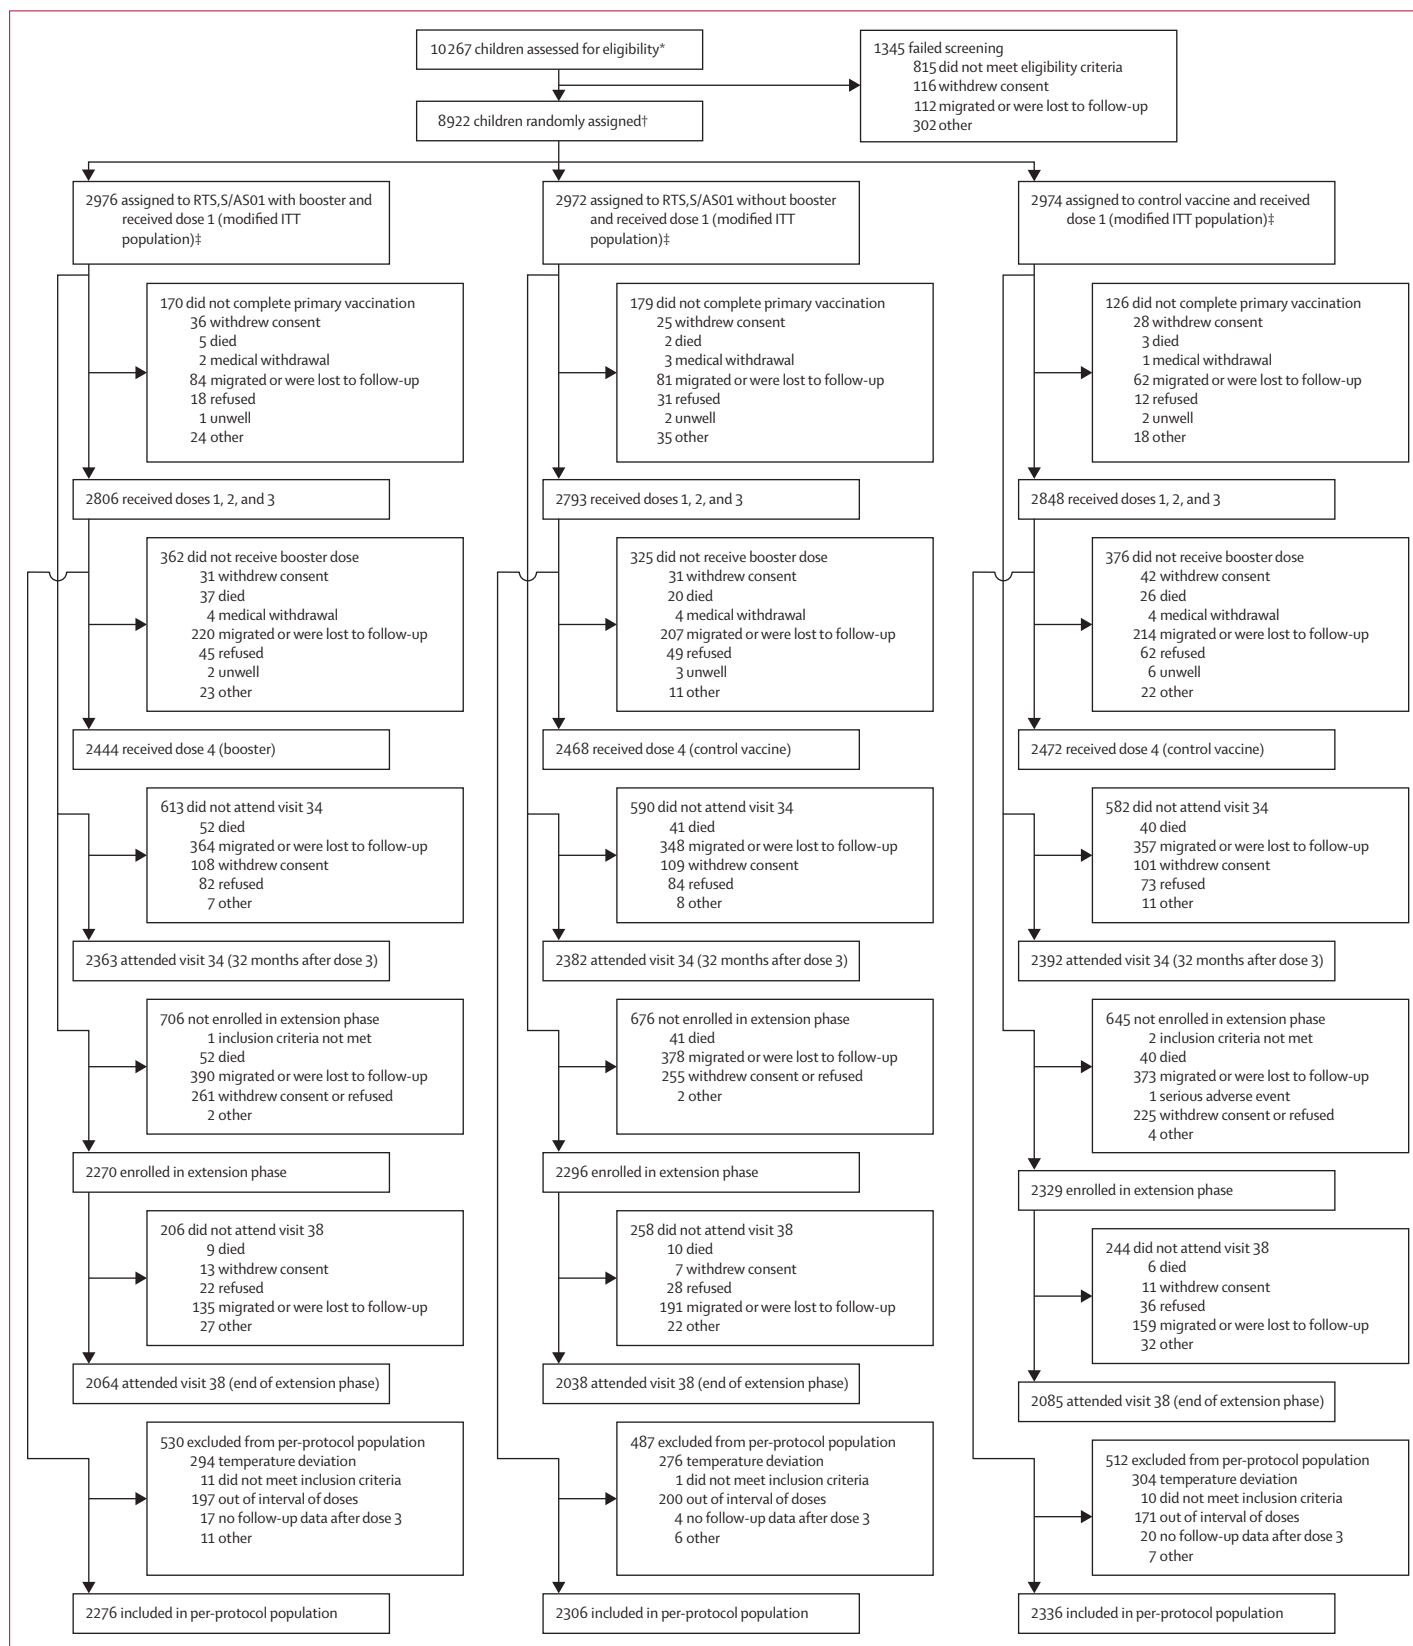 10 267 children assessed for eligibility*
1345 failed screening
815 did not meet eligibility criteria
116 withdrew consent
112 migrated or were lost to follow-up
302 other
8922 children randomly assigned†
2976 assigned to RTS,S/AS01 with booster and
received dose 1 (modified ITT
population)‡
170 did not complete primary vaccination
36 withdrew consent
5 died
2 medical withdrawal
84 migrated or were lost to follow-up
18 refused
1 unwell
24 other
2806 received doses 1, 2, and 3
362 did not receive booster dose
31 withdrew consent
37 died
4 medical withdrawal
220 migrated or were lost to follow-up
45 refused
2 unwell
23 other
2444 received dose 4 (booster)
613 did not attend visit 34
52 died
364 migrated or were lost to follow-up
108 withdrew consent
82 refused
7 other
2363 attended visit 34 (32 months after dose 3)
706 not enrolled in extension phase
1 inclusion criteria not met
52 died
390 migrated or were lost to follow-up
261 withdrew consent or refused
2 other
2270 enrolled in extension phase
206 did not attend visit 38
9 died
13 withdrew consent
22 refused
135 migrated or were lost to follow-up
27 other
2064 attended visit 38 (end of extension phase)
530 excluded from per-protocol population
294 temperature deviation
11 did not meet inclusion criteria
197 out of interval of doses
17 no follow-up data after dose 3
11 other
2276 included in per-protocol population
2972 assigned to RTS,S/AS01 without booster
and received dose 1 (modified ITT
population)‡
179 did not complete primary vaccination
25 withdrew consent
2 died
3 medical withdrawal
81 migrated or were lost to follow-up
31 refused
2 unwell
35 other
2793 received doses 1, 2, and 3
325 did not receive booster dose
31 withdrew consent
20 died
4 medical withdrawal
207 migrated or were lost to follow-up
49 refused
3 unwell
11 other
2468 received dose 4 (control vaccine)
590 did not attend visit 34
41 died
348 migrated or were lost to follow-up
109 withdrew consent
84 refused
8 other
2382 attended visit 34 (32 months after dose 3)
676 not enrolled in extension phase
41 died
378 migrated or were lost to follow-up
255 withdrew consent or refused
2 other
2296 enrolled in extension phase
258 did not attend visit 38
10 died
7 withdrew consent
28 refused
191 migrated or were lost to follow-up
22 other
2038 attended visit 38 (end of extension phase)
487 excluded from per-protocol population
276 temperature deviation
1 did not meet inclusion criteria
200 out of interval of doses
4 no follow-up data after dose 3
6 other
2306 included in per-protocol population
2974 assigned to control vaccine and received
dose 1 (modified ITT population)‡
126 did not complete primary vaccination
28 withdrew consent
3 died
1 medical withdrawal
62 migrated or were lost to follow-up
12 refused
2 unwell
18 other
2848 received doses 1, 2, and 3
376 did not receive booster dose
42 withdrew consent
26 died
4 medical withdrawal
214 migrated or were lost to follow-up
62 refused
6 unwell
22 other
2472 received dose 4 (control vaccine)
582 did not attend visit 34
40 died
357 migrated or were lost to follow-up
101 withdrew consent
73 refused
11 other
2392 attended visit 34 (32 months after dose 3)
645 not enrolled in extension phase
2 inclusion criteria not met
40 died
373 migrated or were lost to follow-up
1 serious adverse event
225 withdrew consent or refused
4 other
2329 enrolled in extension phase
244 did not attend visit 38
6 died
11 withdrew consent
36 refused
159 migrated or were lost to follow-up
32 other
2085 attended visit 38 (end of extension phase)
512 excluded from per-protocol population
304 temperature deviation
10 did not meet inclusion criteria
171 out of interval of doses
20 no follow-up data after dose 3
7 other
2336 included in per-protocol population